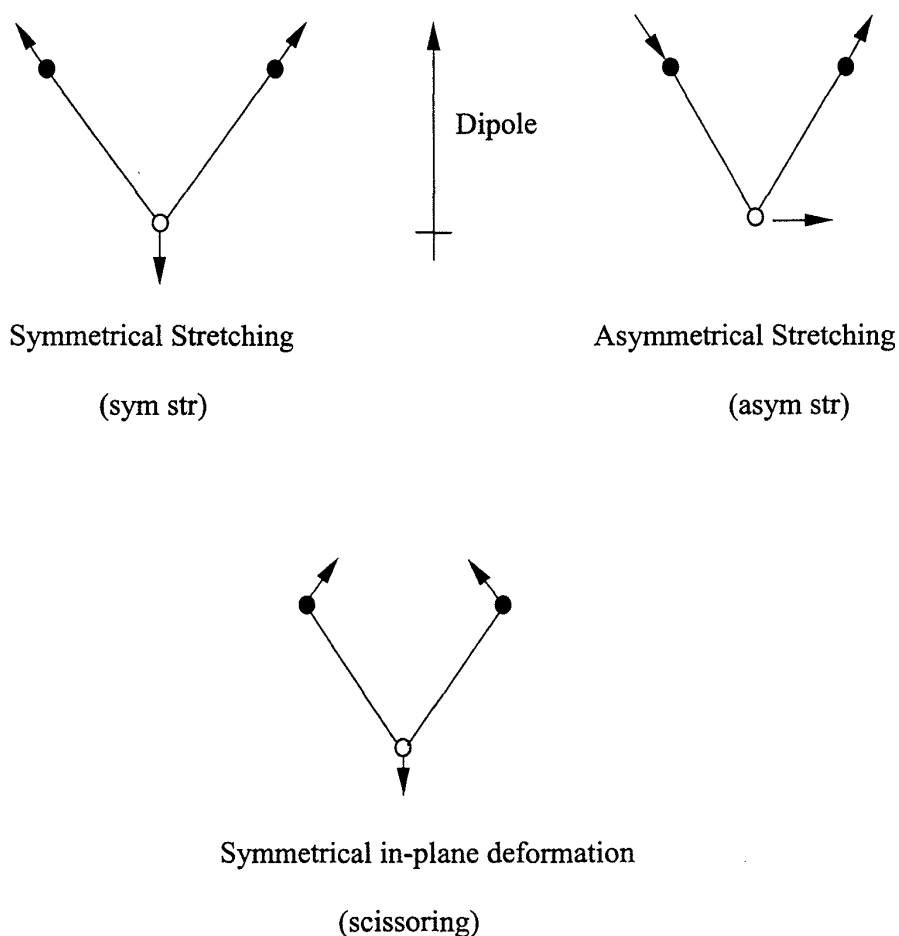 Dipole
Symmetrical Stretching
(sym str)
Asymmetrical Stretching
(asym str)
Symmetrical in-plane deformation
(scissoring)